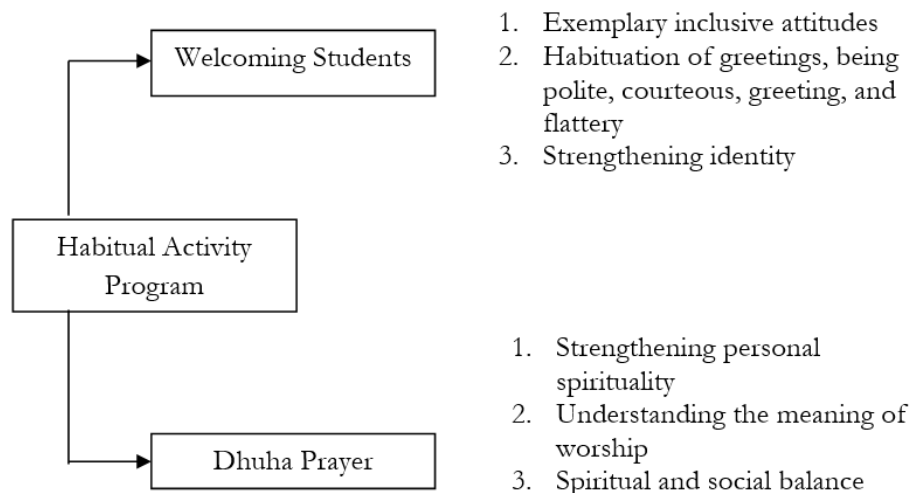 Welcoming Students
1. Exemplary inclusive attitudes
2. Habituation of greetings, being
polite, courteous, greeting, and
flattery
3. Strengthening identity
Habitual Activity
Program
Dhuha Prayer
1. Strengthening personal
spirituality
2. Understanding the meaning of
worship
3. Spiritual and social balance